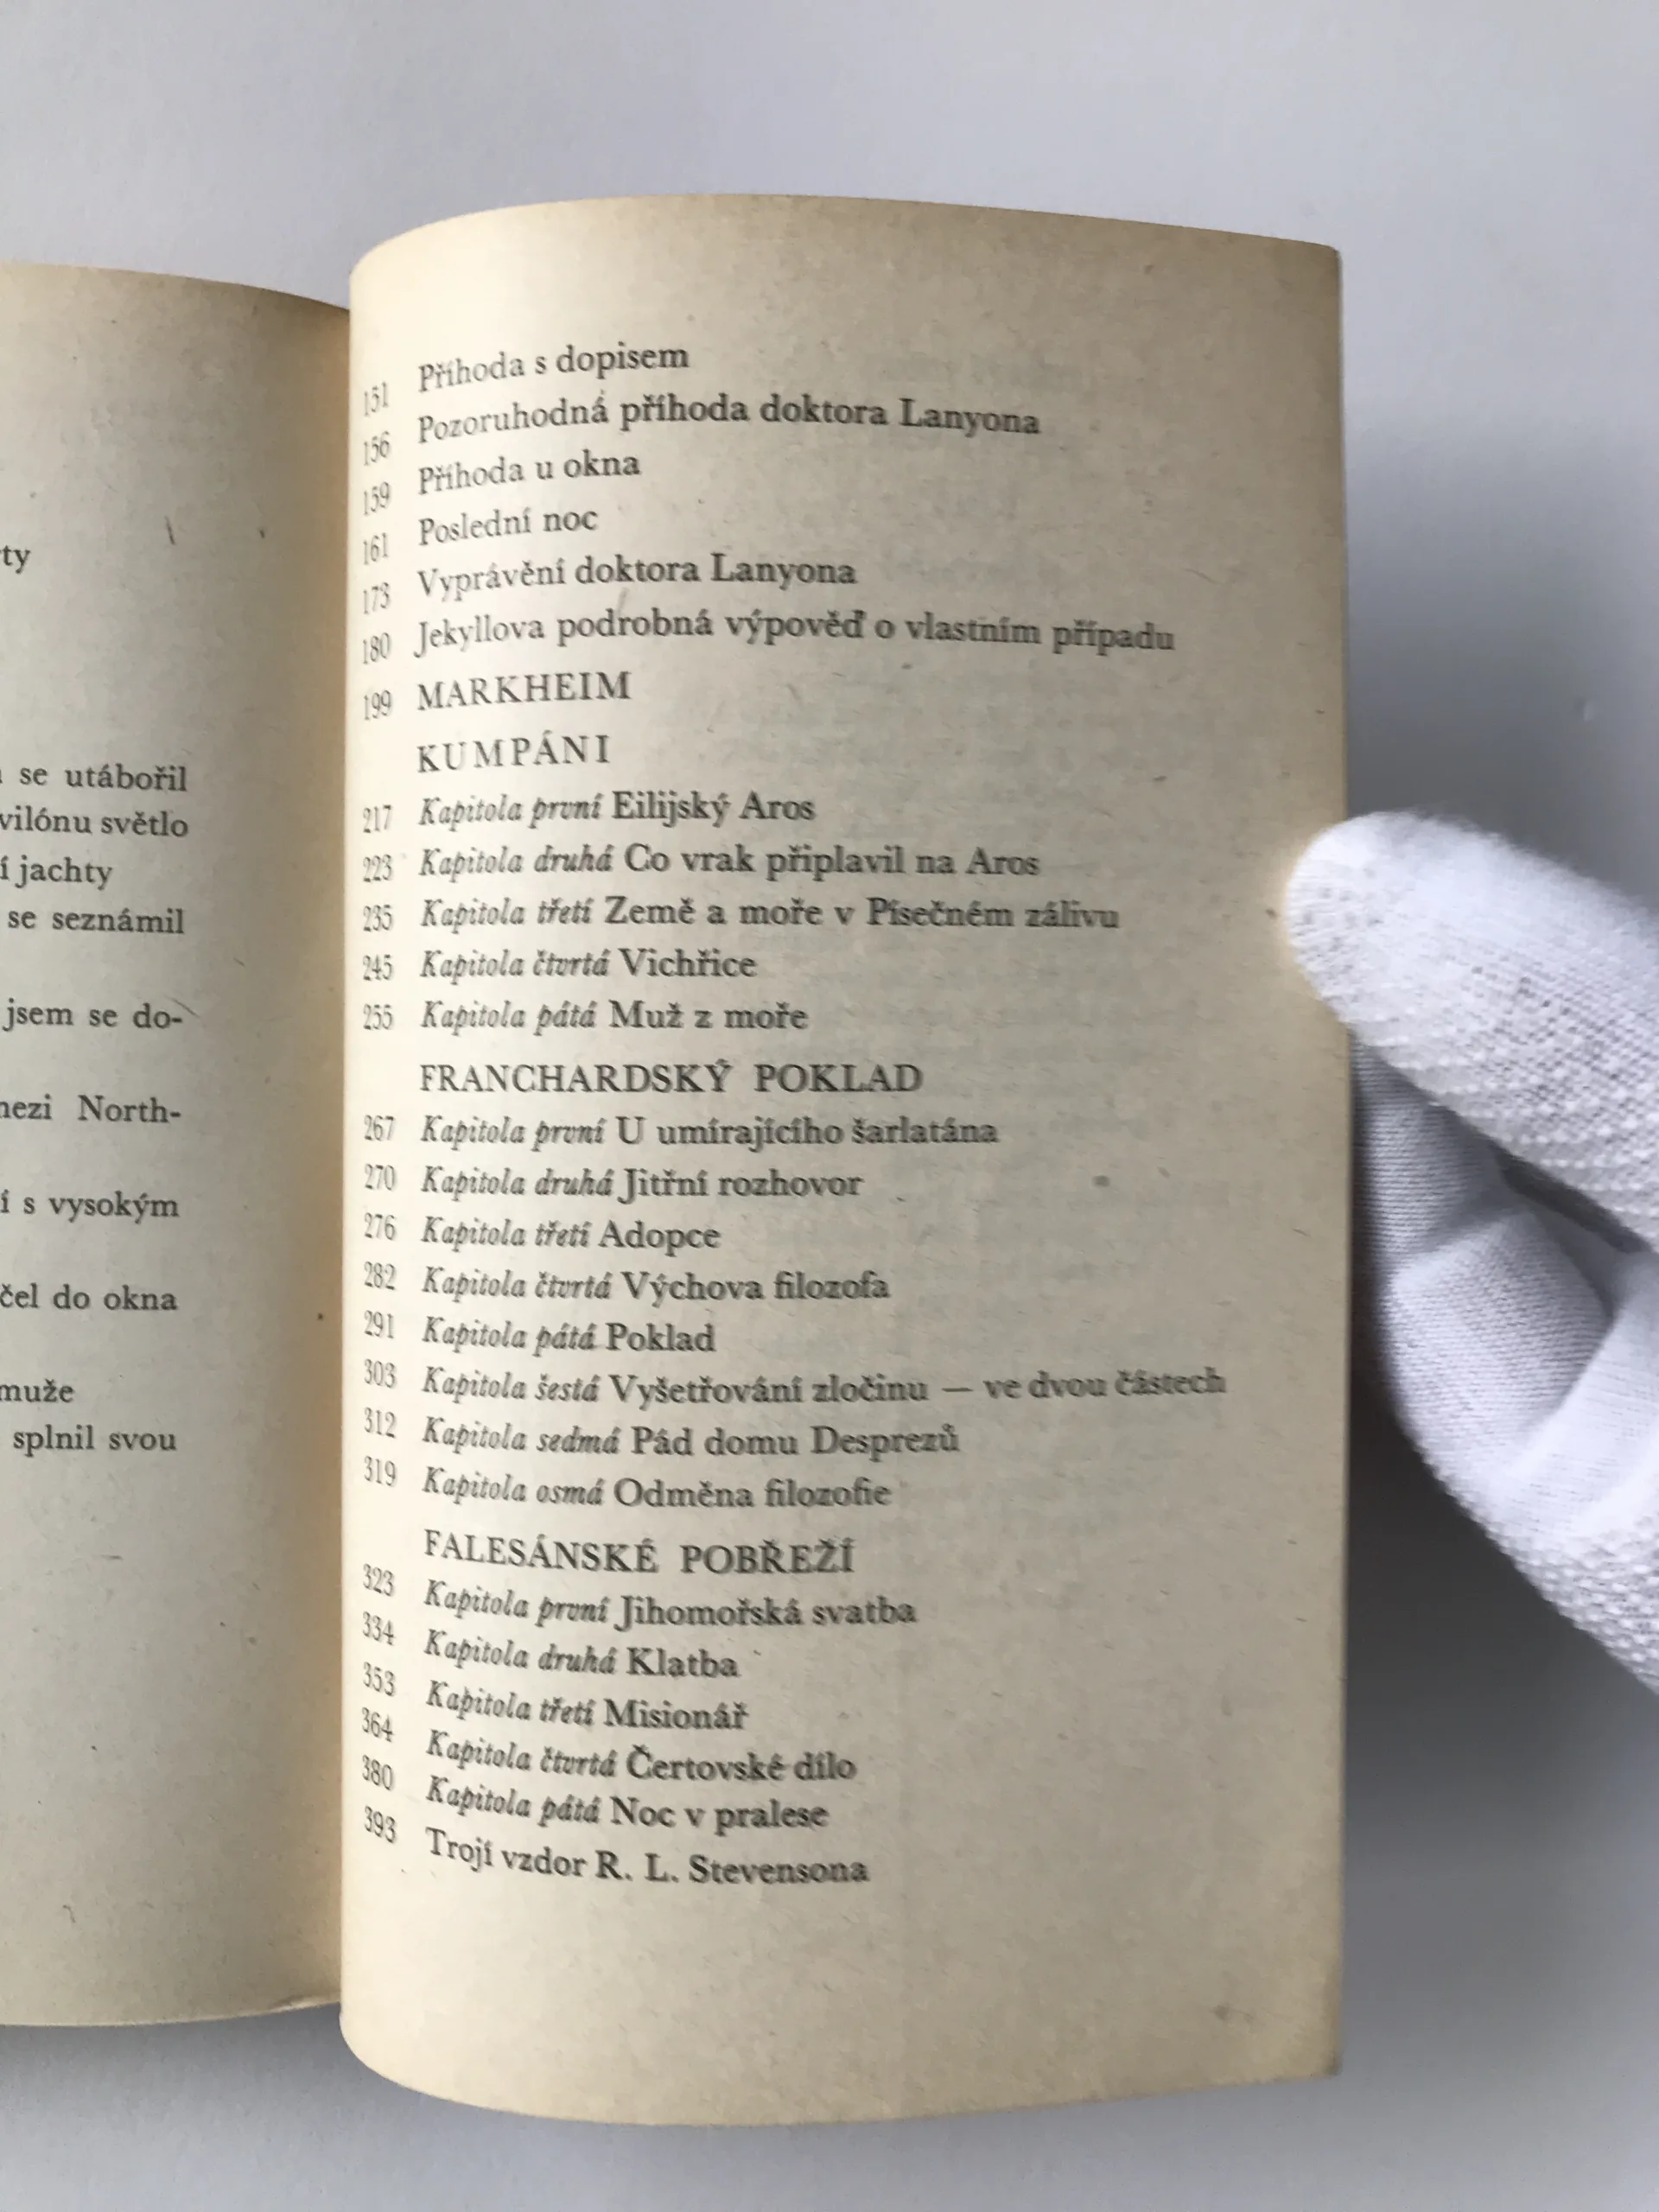 ty
se utábořil
vilónu světlo
í jachty
se seznámil
jsem se do-
mezi North-
í s vysokým
čel do okna
muže
splnil svou
151 Příhoda s dopisem
156 Pozoruhodná příhoda doktora Lanyona
159 Příhoda u okna
161 Poslední noc
173 Vyprávění doktora Lanyona
180 Jekyllova podrobná výpověď o vlastním případu
199 MARKHEIM
KUMPÁNI
217 Kapitola první Eilijský Aros
223 Kapitola druhá Co vrak připlavil na Aros
235 Kapitola třetí Země a moře v Písečném zálivu
245 Kapitola čtvrtá Vichřice
255 Kapitola pátá Muž z moře
FRANCHARDSKÝ POKLAD
267 Kapitola první U umírajícího šarlatána
270 Kapitola druhá Jitřní rozhovor
276 Kapitola třetí Adopce
282 Kapitola čtvrtá Výchova filozofa
291 Kapitola pátá Poklad
303 Kapitola šestá Vyšetřování zločinu — ve dvou částech
312 Kapitola sedmá Pád domu Desprezů
319 Kapitola osmá Odměna filozofie
FALESÁNSKÉ POBŘEŽÍ
323 Kapitola první Jihomořská svatba
334 Kapitola druhá Klatba
353 Kapitola třetí Misionář
364 Kapitola čtvrtá Čertovské dílo
380 Kapitola pátá Noc v pralese
393 Trojí vzdor R. L. Stevensona